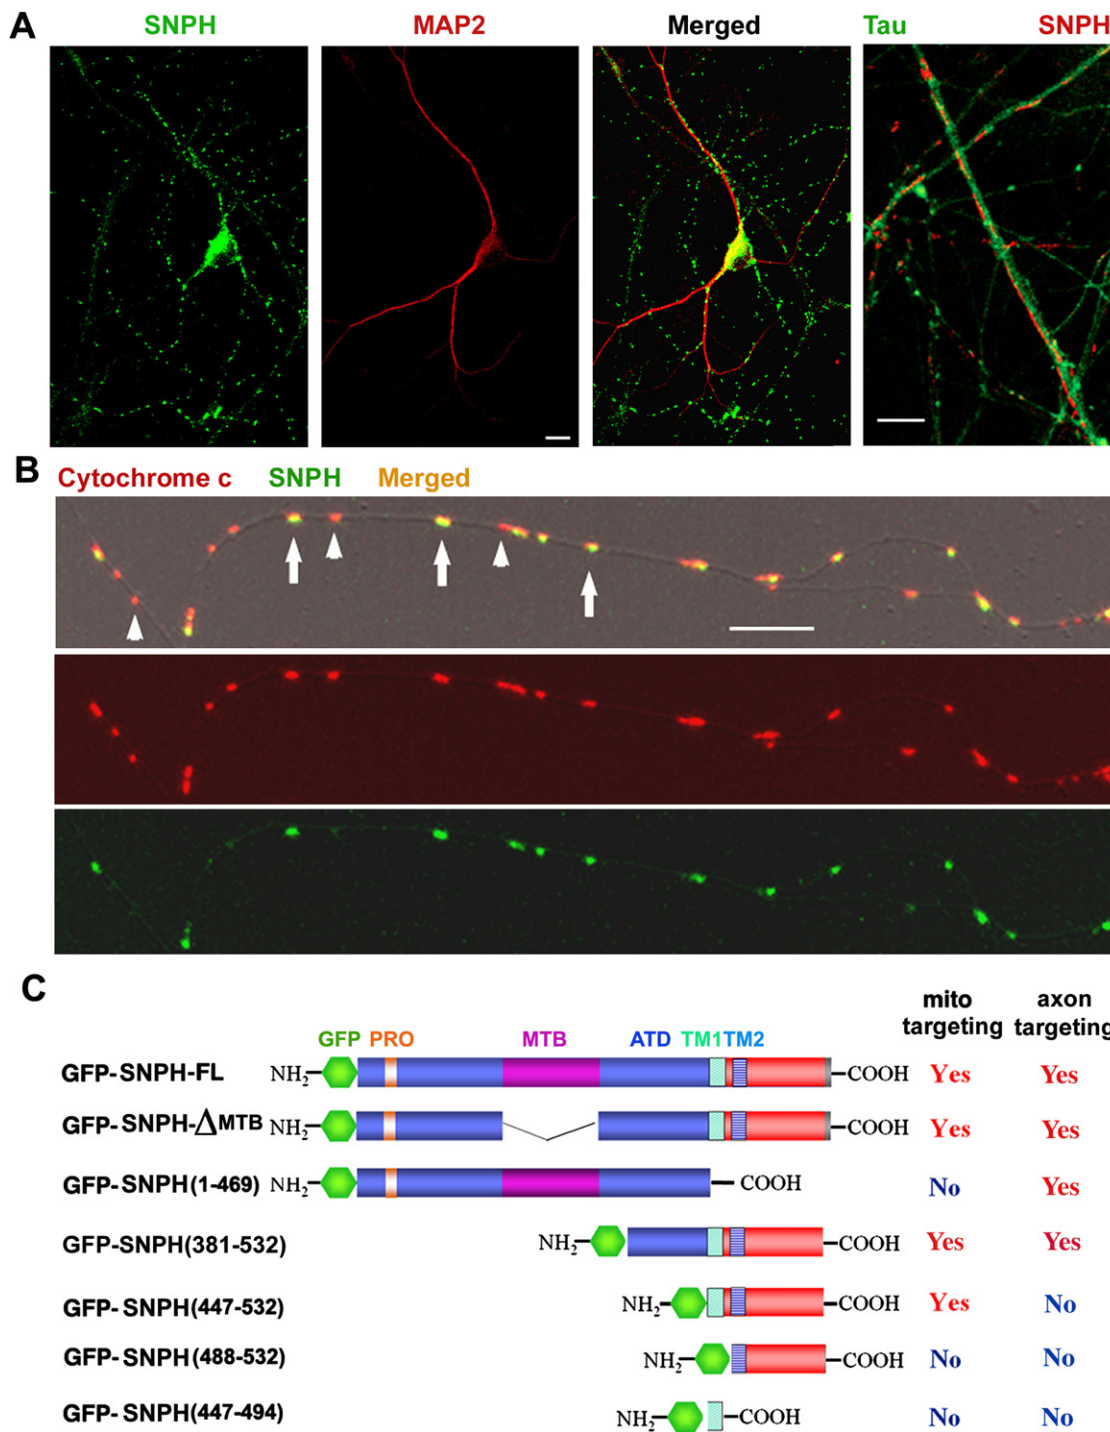 A SNPH MAP2 Merged Tau SNPH
B Cytochrome c SNPH Merged
C mito axon
targeting targeting
GFP PRO MTB ATD TM1 TM2
GFP-SNPH-FL NH2 COOH Yes Yes
GFP-SNPH-ΔMTB NH2 COOH Yes Yes
GFP-SNPH(1-469) NH2 COOH No Yes
GFP-SNPH(381-532) NH2 COOH Yes Yes
GFP-SNPH(447-532) NH2 COOH Yes No
GFP-SNPH(488-532) NH2 COOH No No
GFP-SNPH(447-494) NH2 COOH No No